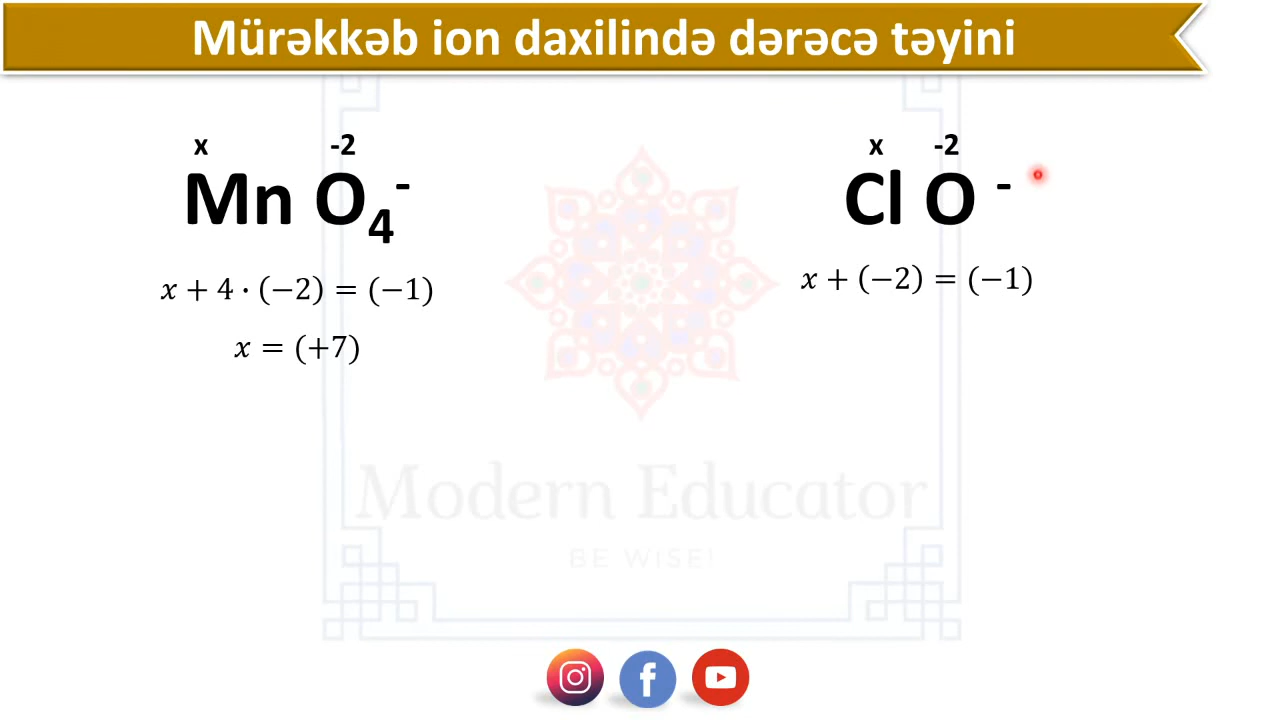 Mürəkkəb ion daxilində dərəcə təyini
x -2
Mn O₄⁻
x + 4 · (−2) = (−1)
x = (+7)
x -2
Cl O ⁻
x + (−2) = (−1)
Modern Educator
BE WISE!